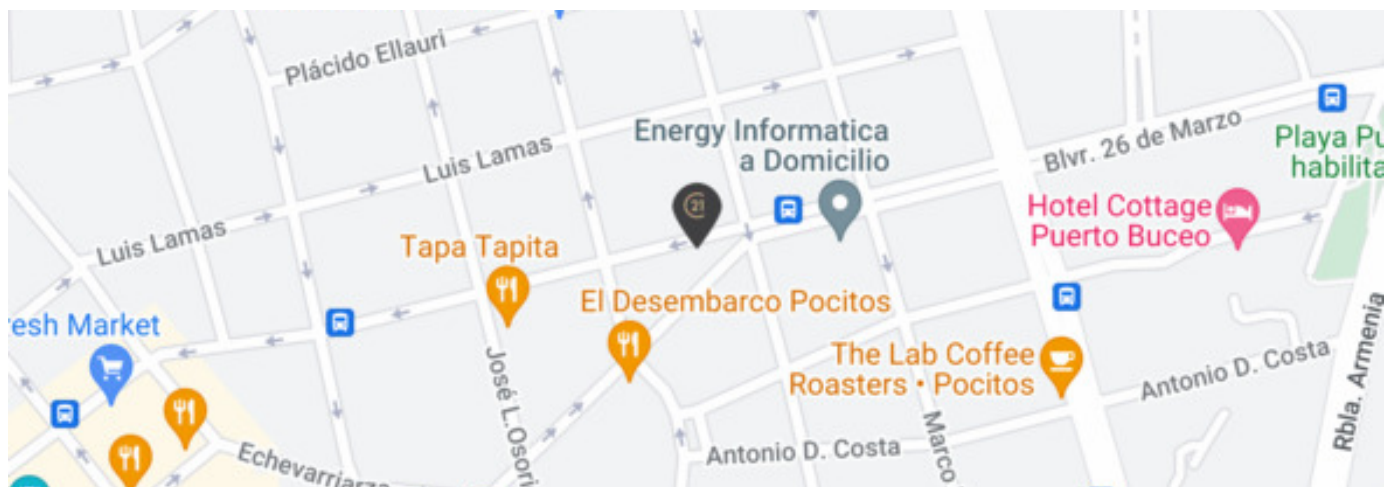 Plácido Ellauri
Luis Lamas
Luis Lamas
Energy Informatica
a Domicilio
Blvr. 26 de Marzo
Playa Pu
habilita
21
Hotel Cottage
Puerto Buceo
Tapa Tapita
El Desembarco Pocitos
resh Market
The Lab Coffee
Roasters • Pocitos
José L.Osori
Antonio D. Costa
Antonio D. Costa
Marco
Rbla. Armenia
Echevarriarza